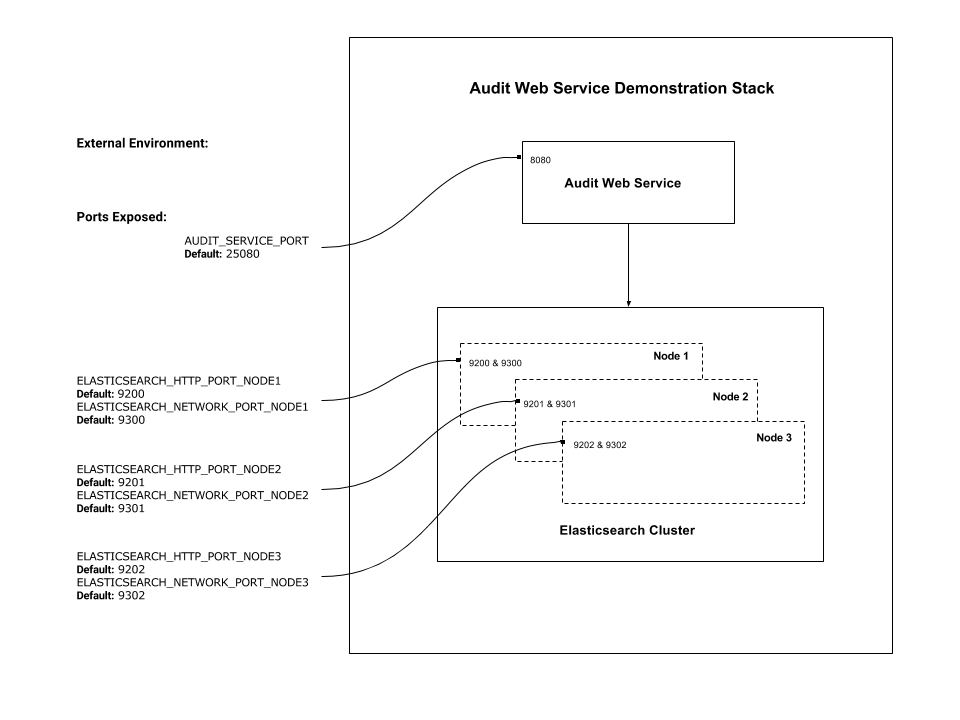 Audit Web Service Demonstration Stack
External Environment:
8080
Audit Web Service
Ports Exposed:
AUDIT_SERVICE_PORT
Default: 25080
Node 1
9200 & 9300
ELASTICSEARCH_HTTP_PORT_NODE1
Default: 9200
ELASTICSEARCH_NETWORK_PORT_NODE1
Default: 9300
Node 2
9201 & 9301
Node 3
9202 & 9302
ELASTICSEARCH_HTTP_PORT_NODE2
Default: 9201
ELASTICSEARCH_NETWORK_PORT_NODE2
Default: 9301
Elasticsearch Cluster
ELASTICSEARCH_HTTP_PORT_NODE3
Default: 9202
ELASTICSEARCH_NETWORK_PORT_NODE3
Default: 9302